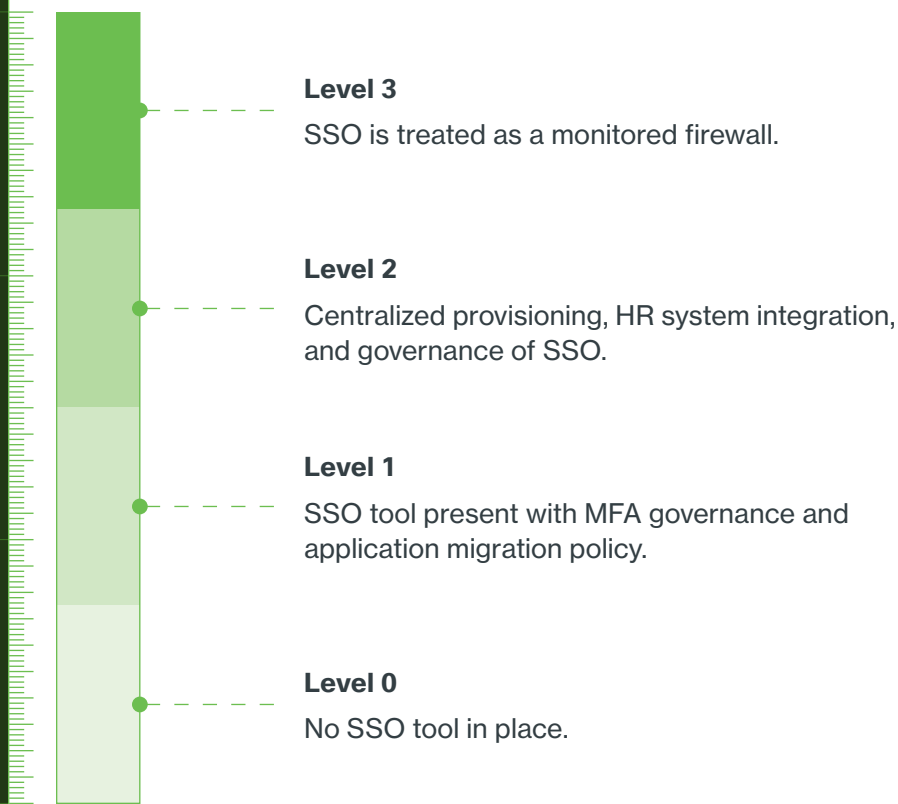 Level 3
SSO is treated as a monitored firewall.
Level 2
Centralized provisioning, HR system integration,
and governance of SSO.
Level 1
SSO tool present with MFA governance and
application migration policy.
Level 0
No SSO tool in place.